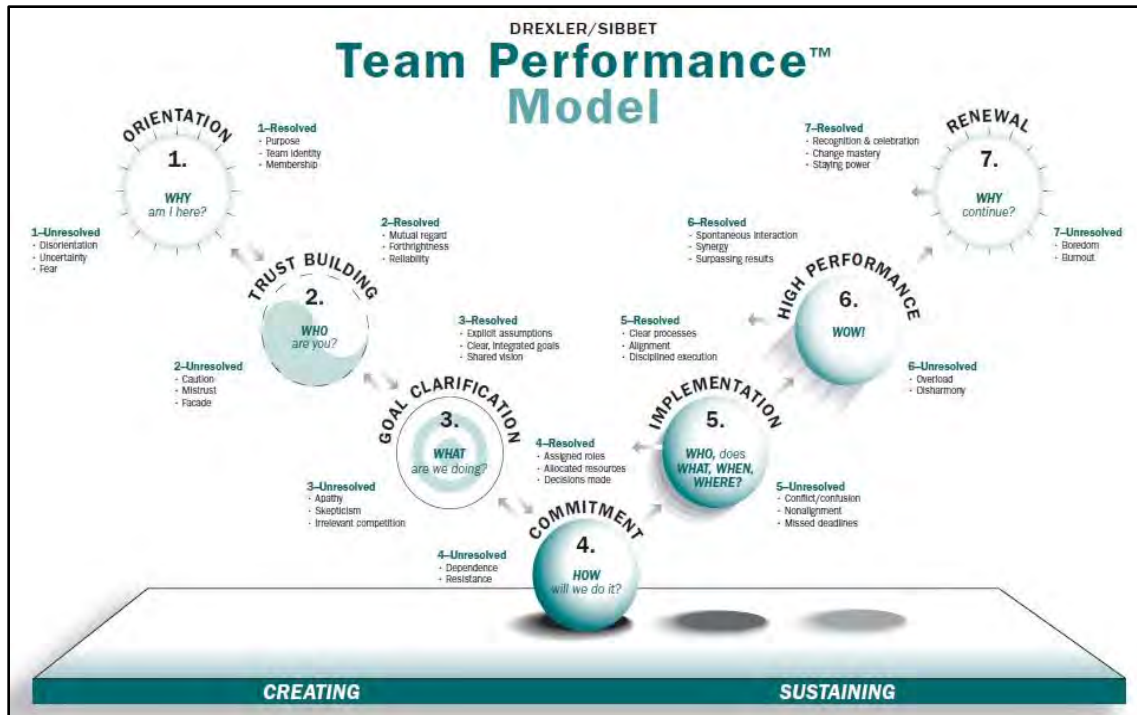 DREXLER/SIBBET
Team Performance™
Model
ORIENTATION
1.
WHY
am I here?
1–Resolved
· Purpose
· Team identity
· Membership
1–Unresolved
· Disorientation
· Uncertainty
· Fear
TRUST BUILDING
2.
WHO
are you?
2–Resolved
· Mutual regard
· Forthrightness
· Reliability
2–Unresolved
· Caution
· Mistrust
· Facade
GOAL CLARIFICATION
3.
WHAT
are we doing?
3–Resolved
· Explicit assumptions
· Clear, integrated goals
· Shared vision
3–Unresolved
· Apathy
· Skepticism
· Irrelevant competition
COMMITMENT
4.
HOW
will we do it?
4–Resolved
· Assigned roles
· Allocated resources
· Decisions made
4–Unresolved
· Dependence
· Resistance
IMPLEMENTATION
5.
WHO, does
WHAT, WHEN,
WHERE?
5–Resolved
· Clear processes
· Alignment
· Disciplined execution
5–Unresolved
· Conflict/confusion
· Nonalignment
· Missed deadlines
HIGH PERFORMANCE
6.
WOW!
6–Resolved
· Spontaneous interaction
· Synergy
· Surpassing results
6–Unresolved
· Overload
· Disharmony
RENEWAL
7.
WHY
continue?
7–Resolved
· Recognition & celebration
· Change mastery
· Staying power
7–Unresolved
· Boredom
· Burnout
CREATING
SUSTAINING